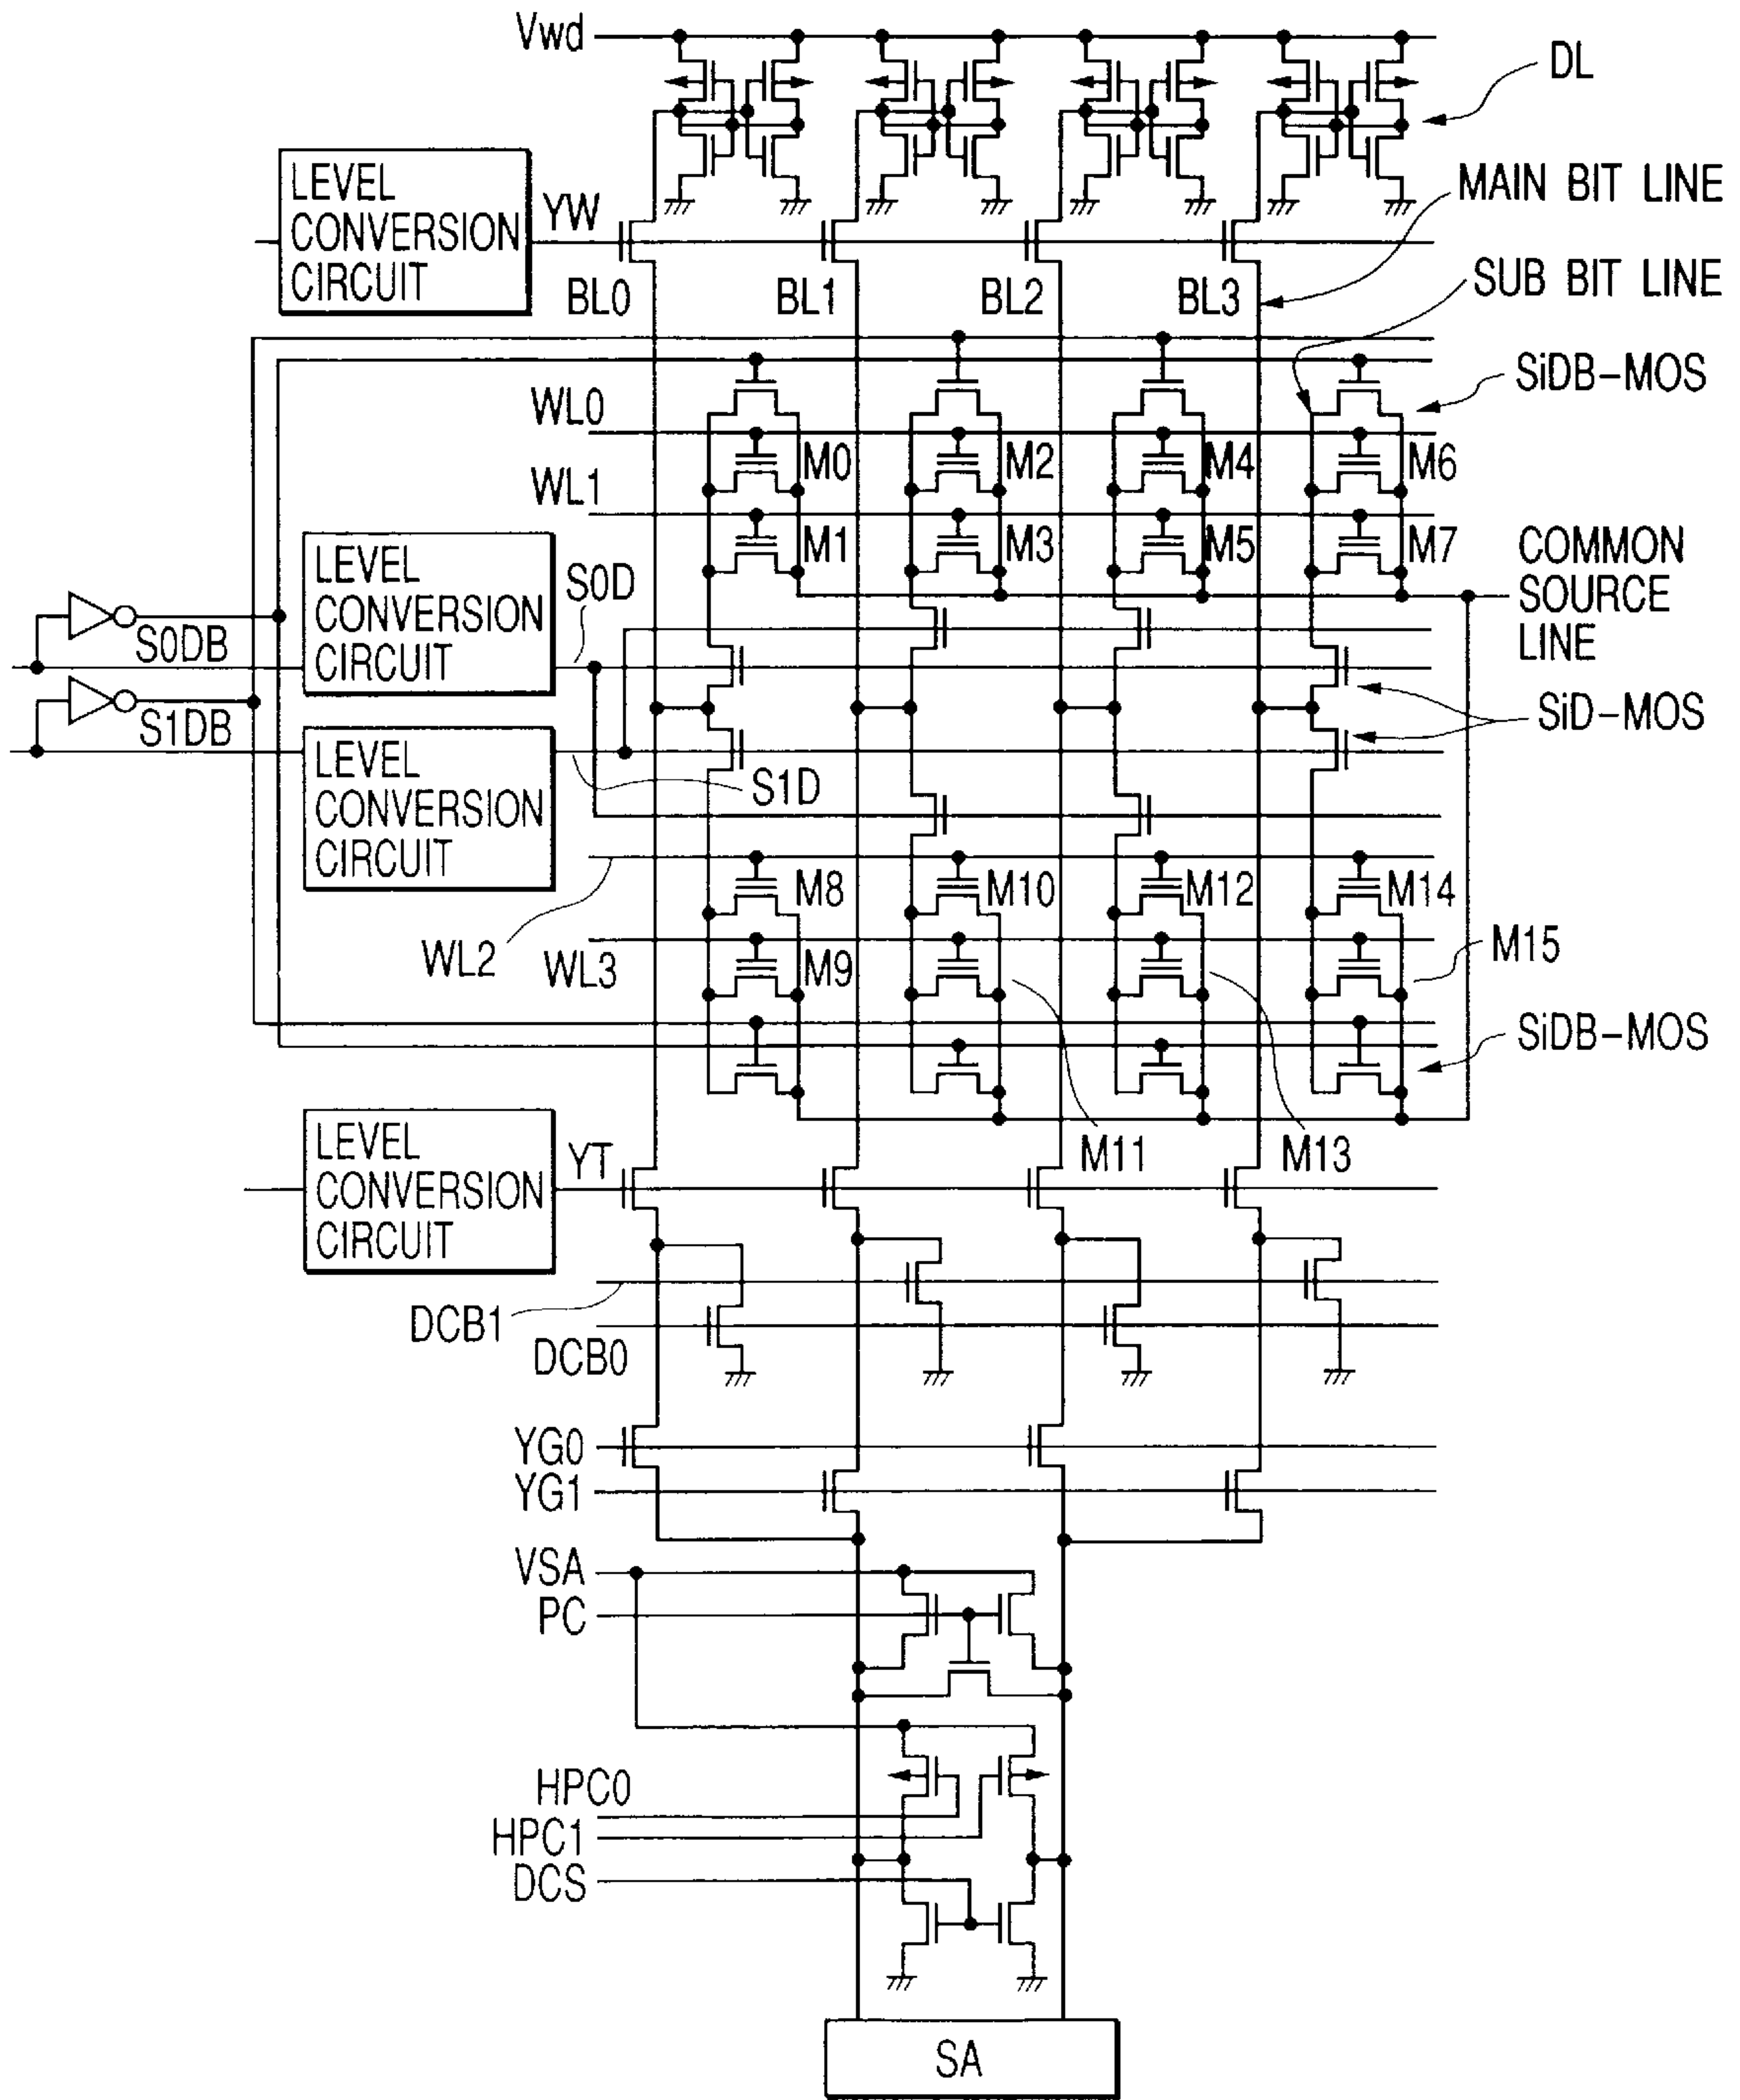 Vwd
DL
LEVEL
CONVERSION
CIRCUIT
YW
MAIN BIT LINE
BL0
BL1
BL2
BL3
SUB BIT LINE
SiDB-MOS
WL0
M0
M2
M4
M6
WL1
M1
M3
M5
M7
COMMON
SOURCE
LINE
LEVEL
CONVERSION
CIRCUIT
S0D
S0DB
S1DB
SiD-MOS
LEVEL
CONVERSION
CIRCUIT
S1D
M8
M10
M12
M14
WL2
WL3
M9
M15
SiDB-MOS
LEVEL
CONVERSION
CIRCUIT
YT
M11
M13
DCB1
DCB0
YG0
YG1
VSA
PC
HPC0
HPC1
DCS
SA